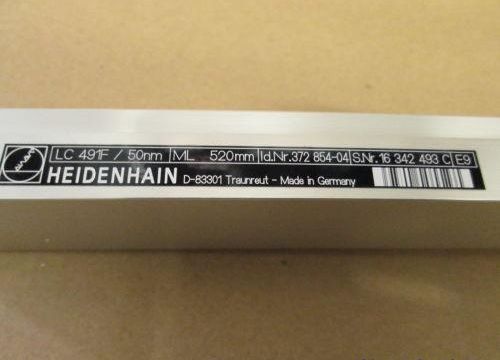 LC 491F / 50nm ML 520mm Id.Nr.372 854-04 S.Nr. 16 342 493 C E9
HEIDENHAIN D-83301 Traunreut - Made in Germany